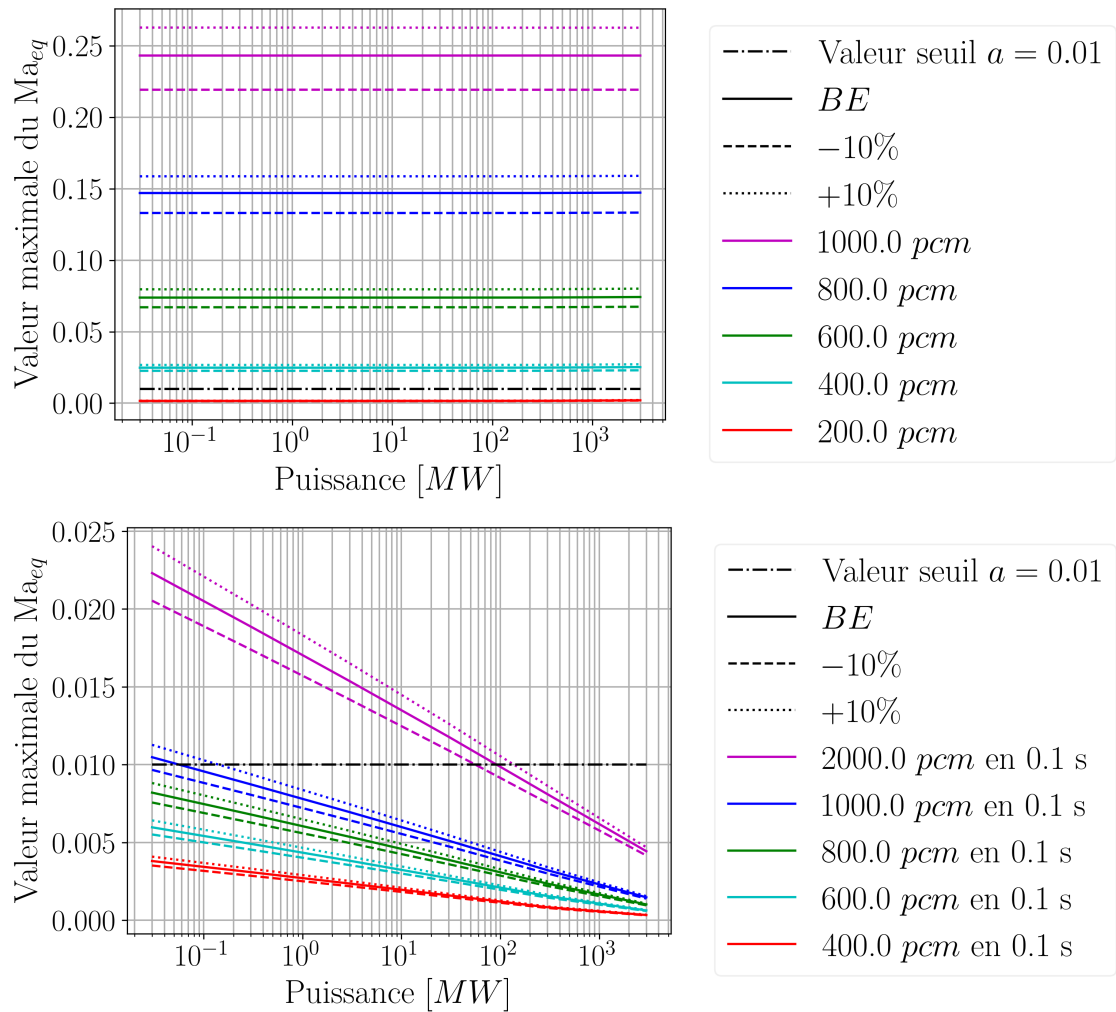 Valeur maximale du Ma_eq
0.25
0.20
0.15
0.10
0.05
0.00
10^−1
10^0
10^1
10^2
10^3
Puissance [MW]
Valeur seuil a = 0.01
BE
−10%
+10%
1000.0 pcm
800.0 pcm
600.0 pcm
400.0 pcm
200.0 pcm
Valeur maximale du Ma_eq
0.025
0.020
0.015
0.010
0.005
0.000
10^−1
10^0
10^1
10^2
10^3
Puissance [MW]
Valeur seuil a = 0.01
BE
−10%
+10%
2000.0 pcm en 0.1 s
1000.0 pcm en 0.1 s
800.0 pcm en 0.1 s
600.0 pcm en 0.1 s
400.0 pcm en 0.1 s